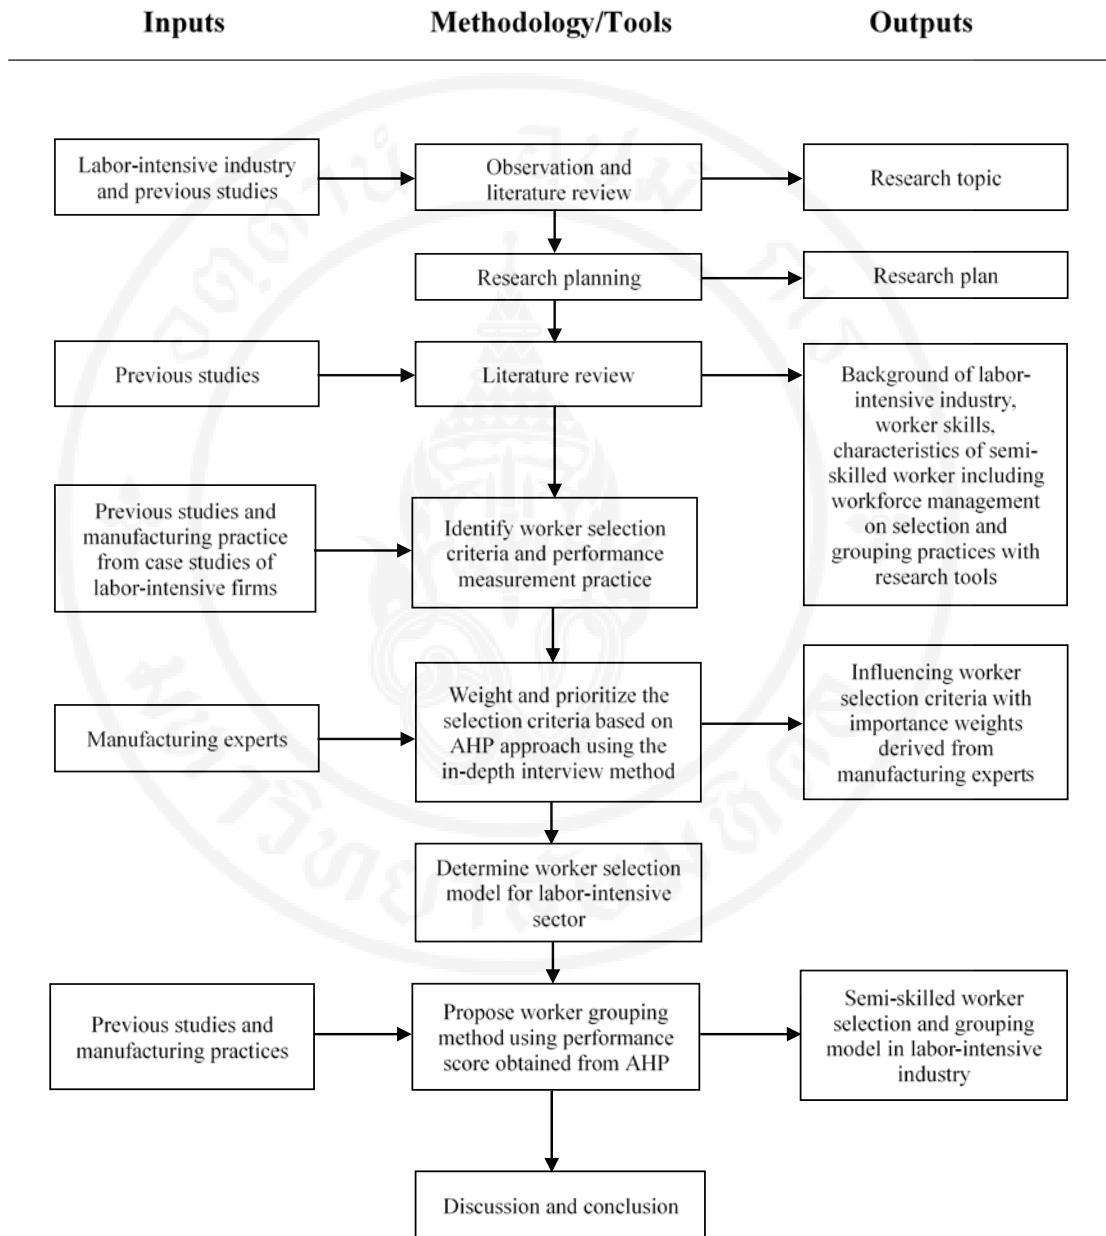 Inputs
Methodology/Tools
Outputs
Labor-intensive industry
and previous studies
Observation and
literature review
Research topic
Research planning
Research plan
Previous studies
Literature review
Background of labor-
intensive industry,
worker skills,
characteristics of semi-
skilled worker including
workforce management
on selection and
grouping practices with
research tools
Previous studies and
manufacturing practice
from case studies of
labor-intensive firms
Identify worker selection
criteria and performance
measurement practice
Manufacturing experts
Weight and prioritize the
selection criteria based on
AHP approach using the
in-depth interview method
Influencing worker
selection criteria with
importance weights
derived from
manufacturing experts
Determine worker selection
model for labor-intensive
sector
Previous studies and
manufacturing practices
Propose worker grouping
method using performance
score obtained from AHP
Semi-skilled worker
selection and grouping
model in labor-intensive
industry
Discussion and conclusion